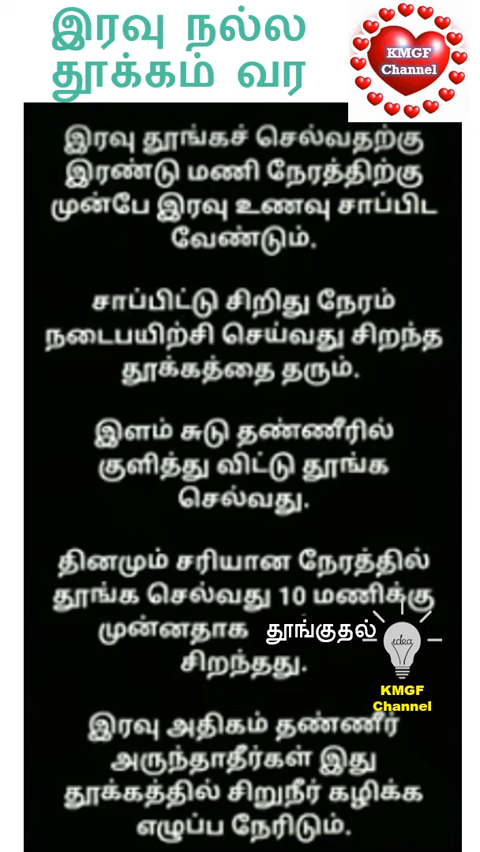 இரவு நல்ல
தூக்கம் வர
KMGF
Channel
இரவு தூங்கச் செல்வதற்கு
இரண்டு மணி நேரத்திற்கு
முன்பே இரவு உணவு சாப்பிட
வேண்டும்.
சாப்பிட்டு சிறிது நேரம்
நடைபயிற்சி செய்வது சிறந்த
தூக்கத்தை தரும்.
இளம் சுடு தண்ணீரில்
குளித்து விட்டு தூங்க
செல்வது.
தினமும் சரியான நேரத்தில்
தூங்க செல்வது 10 மணிக்கு
முன்னதாக தூங்குதல்
சிறந்தது.
idea
KMGF
Channel
இரவு அதிகம் தண்ணீர்
அருந்தாதீர்கள் இது
தூக்கத்தில் சிறுநீர் கழிக்க
எழுப்ப நேரிடும்.